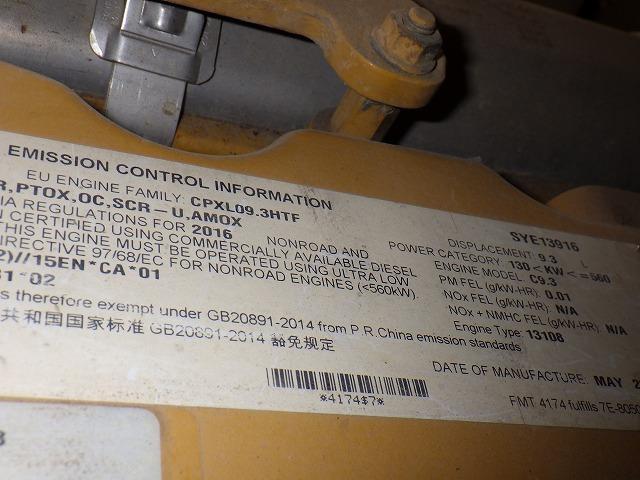 EMISSION CONTROL INFORMATION
EU ENGINE FAMILY: CPXL09.3HTF
R,PTOX,OC,SCR-U,AMOX
REGULATIONS FOR 2016 NONROAD AND
CERTIFIED USING COMMERCIALLY AVAILABLE DIESEL
THIS ENGINE MUST BE OPERATED USING ULTRA LOW
DIRECTIVE 97/68/EC FOR NONROAD ENGINES (<560kW).
2)//15EN*CA*01
31*02
is therefore exempt under GB20891-2014 from P.R.China emission standards
共和国国家标准 GB20891-2014 豁免规定
SYE13916
DISPLACEMENT: 9.3 L
POWER CATEGORY: 130<KW<=560
ENGINE MODEL: C9.3
PM FEL (g/kW-HR): 0.01
NOx FEL (g/kW-HR): N/A
NOx + NMHC FEL (g/kW-HR): N/A
Engine Type: 13108
DATE OF MANUFACTURE: MAY 2
*4174$7*
FMT 4174 fulfills 7E-8050